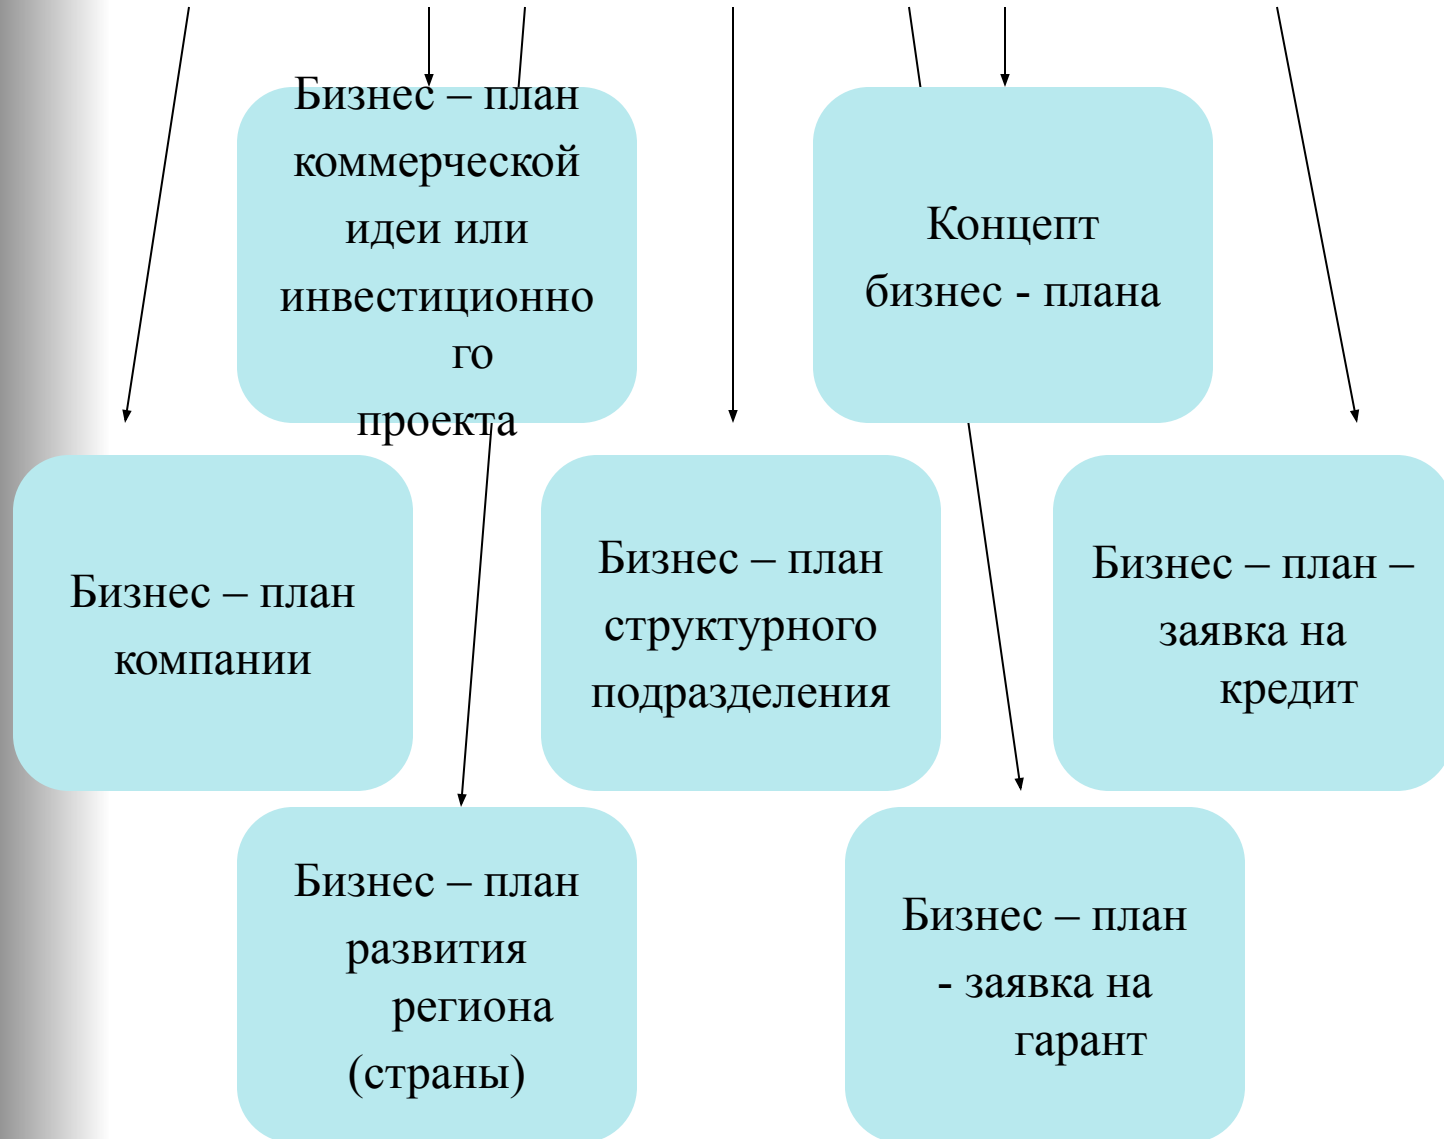 Бизнес – план
коммерческой
идеи или
инвестиционно
го
проекта
Концепт
бизнес - плана
Бизнес – план
компании
Бизнес – план
структурного
подразделения
Бизнес – план –
заявка на
кредит
Бизнес – план
развития
региона
(страны)
Бизнес – план
- заявка на
гарант